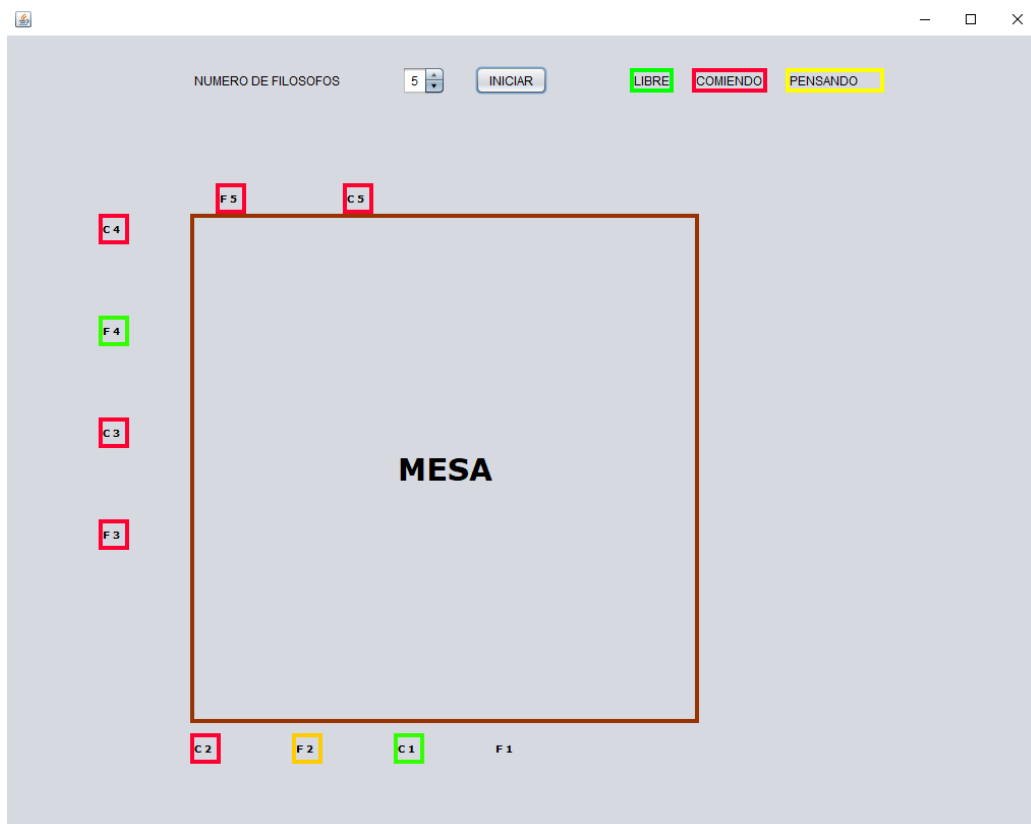 NUMERO DE FILOSOFOS 5 INICIAR LIBRE COMIENDO PENSANDO
F 5 C 5
C 4
F 4
C 3
MESA
F 3
C 2 F 2 C 1 F 1